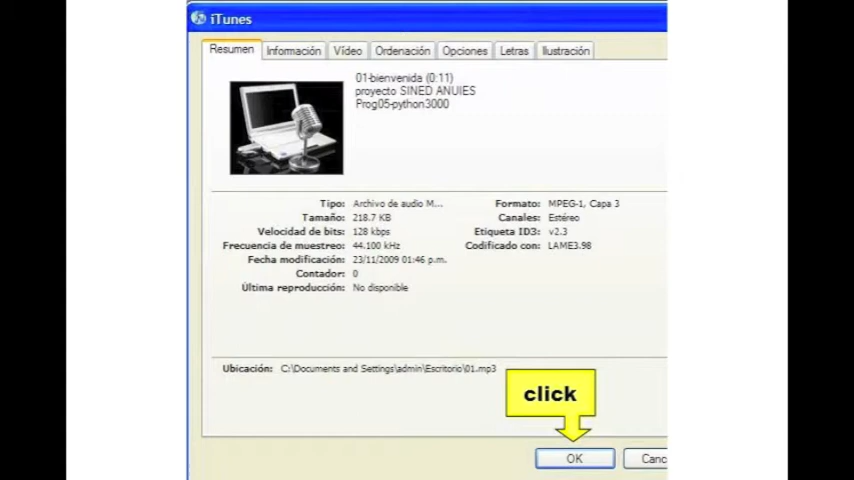 iTunes
Resumen Información Vídeo Ordenación Opciones Letras Ilustración
01-bienvenida (0:11)
proyecto SINED ANUIES
Prog05-python3000
Tipo: Archivo de audio M... Formato: MPEG-1, Capa 3
Tamaño: 218.7 KB Canales: Estéreo
Velocidad de bits: 128 kbps Etiqueta ID3: v2.3
Frecuencia de muestreo: 44.100 kHz Codificado con: LAME3.98
Fecha modificación: 23/11/2009 01:46 p.m.
Contador: 0
Última reproducción: No disponible
Ubicación: C:\Documents and Settings\admin\Escritorio\01.mp3
click
OK Canc